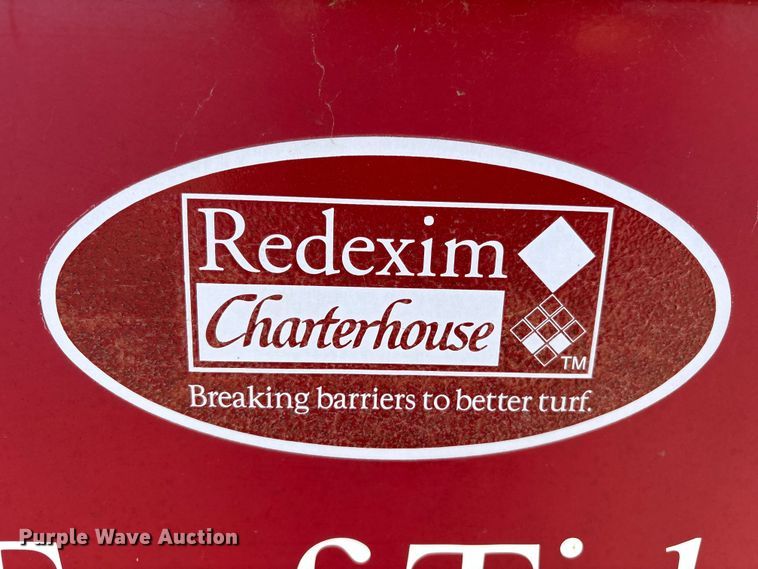 Redexim
Charterhouse
TM
Breaking barriers to better turf.
Purple Wave Auction